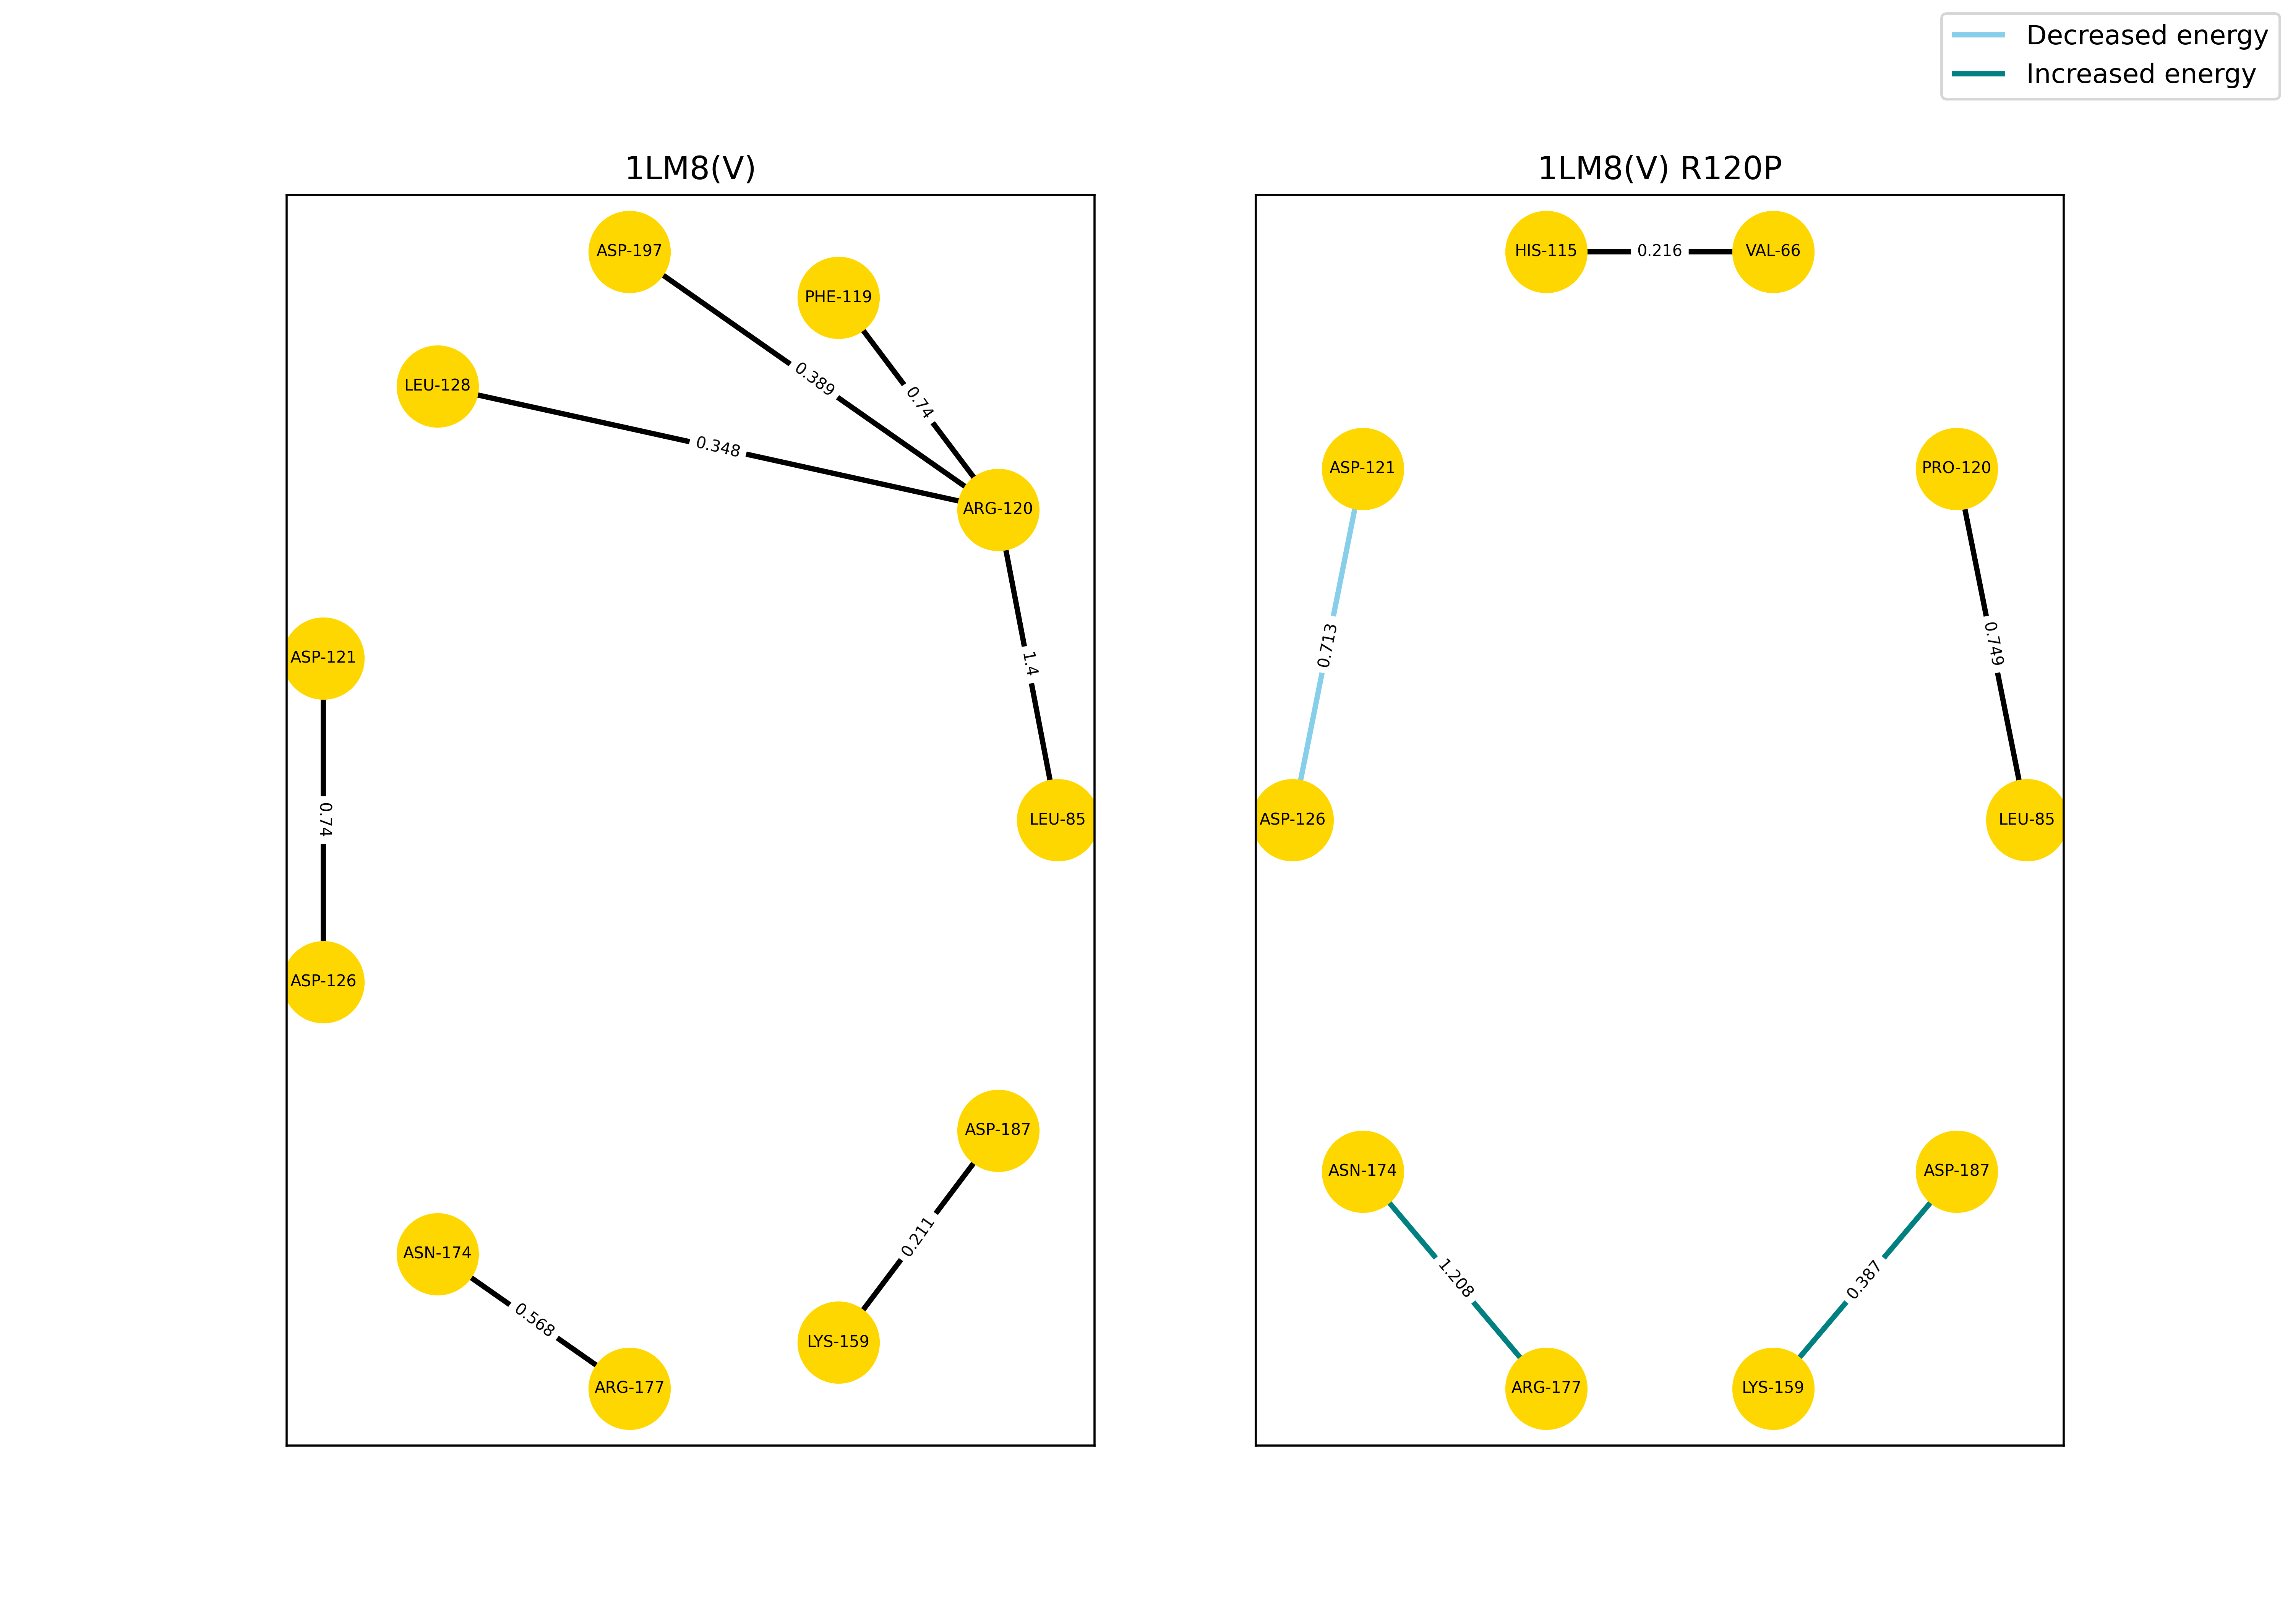 Decreased energy
Increased energy
1LM8(V)
ASP-197
PHE-119
LEU-128
0.389
0.74
0.348
ARG-120
1.4
ASP-121
0.74
LEU-85
ASP-126
ASP-187
0.211
ASN-174
0.568
LYS-159
ARG-177
1LM8(V) R120P
HIS-115
0.216
VAL-66
ASP-121
PRO-120
0.713
0.749
ASP-126
LEU-85
ASN-174
ASP-187
1.208
0.387
ARG-177
LYS-159